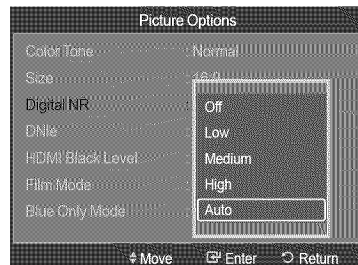 Picture Options
Color Tone : Normal
Size : 16:9
Digital NR
Off
DNIe
Low
HDMI Black Level
Medium
Film Mode
High
Blue Only Mode
Auto
Move Enter Return